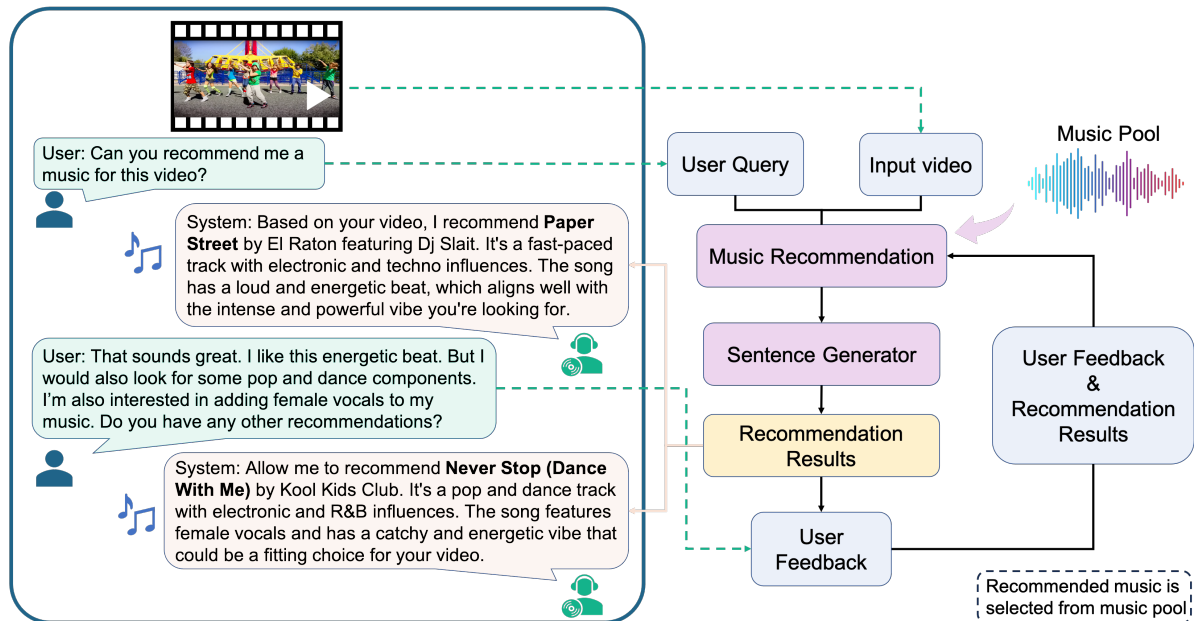 User: Can you recommend me a
music for this video?
System: Based on your video, I recommend Paper
Street by El Raton featuring Dj Slait. It's a fast-paced
track with electronic and techno influences. The song
has a loud and energetic beat, which aligns well with
the intense and powerful vibe you're looking for.
User: That sounds great. I like this energetic beat. But I
would also look for some pop and dance components.
I'm also interested in adding female vocals to my
music. Do you have any other recommendations?
System: Allow me to recommend Never Stop (Dance
With Me) by Kool Kids Club. It's a pop and dance track
with electronic and R&B influences. The song features
female vocals and has a catchy and energetic vibe that
could be a fitting choice for your video.
User Query
Input video
Music Pool
Music Recommendation
Sentence Generator
Recommendation
Results
User
Feedback
User Feedback
&
Recommendation
Results
Recommended music is
selected from music pool